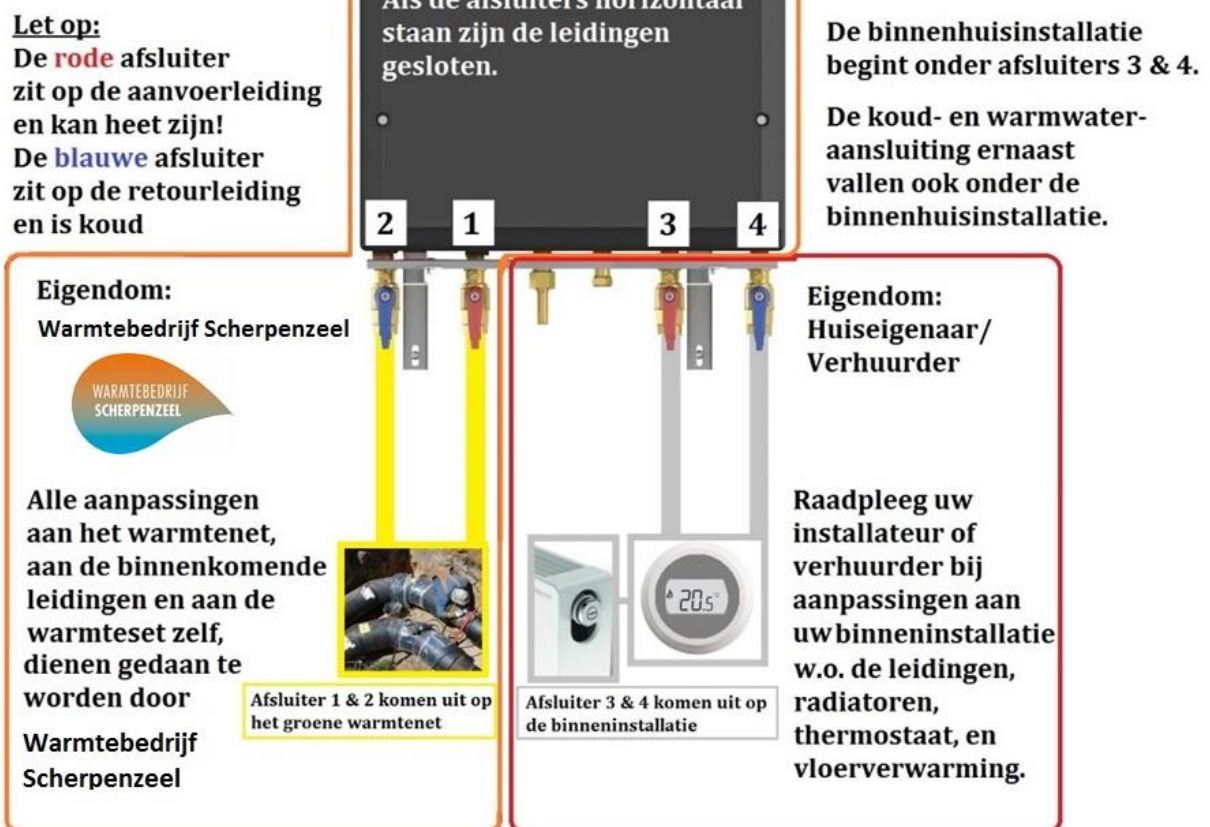 Let op:
De rode afsluiter
zit op de aanvoerleiding
en kan heet zijn!
De blauwe afsluiter
zit op de retourleiding
en is koud
Als de afsluiters horizontaal
staan zijn de leidingen
gesloten.
De binnenhuisinstallatie
begint onder afsluiters 3 & 4.
De koud- en warmwater-
aansluiting ernaast
vallen ook onder de
binnenhuisinstallatie.
2 1 3 4
Eigendom:
Warmtebedrijf Scherpenzeel
WARMTEBEDRIJF
SCHERPENZEEL
Alle aanpassingen
aan het warmtenet,
aan de binnenkomende
leidingen en aan de
warmteset zelf,
dienen gedaan te
worden door
Warmtebedrijf
Scherpenzeel
Afsluiter 1 & 2 komen uit op
het groene warmtenet
20.5°
Afsluiter 3 & 4 komen uit op
de binneninstallatie
Eigendom:
Huiseigenaar/
Verhuurder
Raadpleeg uw
installateur of
verhuurder bij
aanpassingen aan
uw binneninstallatie
w.o. de leidingen,
radiatoren,
thermostaat, en
vloerverwarming.